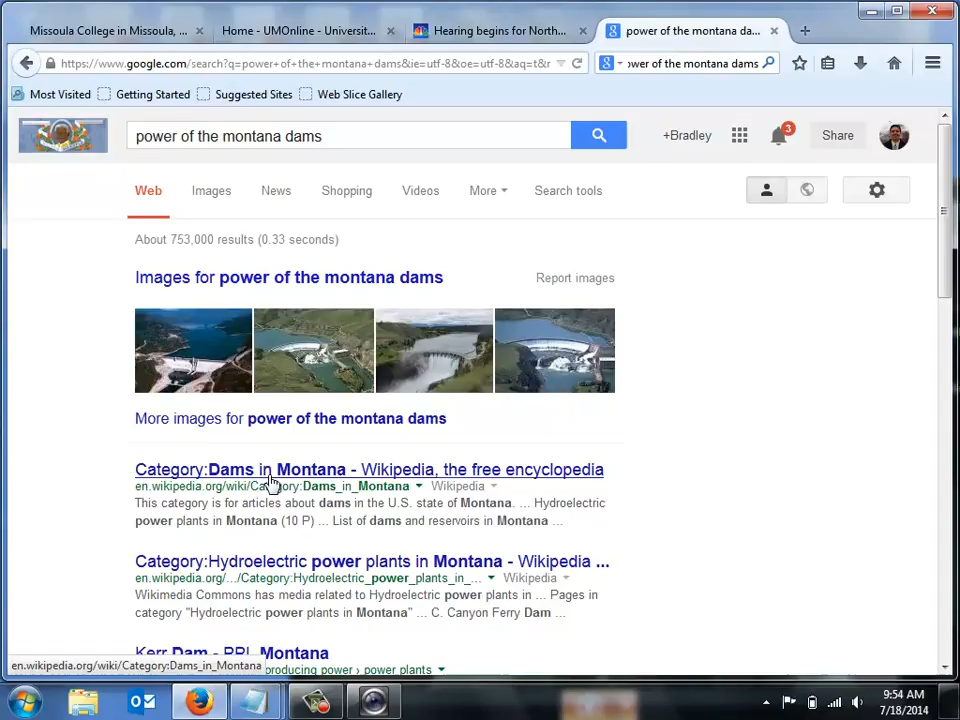 Missoula College in Missoula, ...
Home - UMOnline - Universit...
Hearing begins for North...
power of the montana da...
https://www.google.com/search?q=power+of+the+montana+dams&ie=utf-8&oe=utf-8&aq=t&r
ower of the montana dams
Most Visited
Getting Started
Suggested Sites
Web Slice Gallery
power of the montana dams
+Bradley
3
Share
Web
Images
News
Shopping
Videos
More
Search tools
About 753,000 results (0.33 seconds)
Images for power of the montana dams
Report images
More images for power of the montana dams
Category:Dams in Montana - Wikipedia, the free encyclopedia
en.wikipedia.org/wiki/Category:Dams_in_Montana
Wikipedia
This category is for articles about dams in the U.S. state of Montana. ... Hydroelectric
power plants in Montana (10 P) ... List of dams and reservoirs in Montana ...
Category:Hydroelectric power plants in Montana - Wikipedia ...
en.wikipedia.org/.../Category:Hydroelectric_power_plants_in_...
Wikipedia
Wikimedia Commons has media related to Hydroelectric power plants in ... Pages in
category "Hydroelectric power plants in Montana" ... C. Canyon Ferry Dam ...
Kerr Dam - PPL Montana
producing power › power plants
en.wikipedia.org/wiki/Category:Dams_in_Montana
9:54 AM
7/18/2014